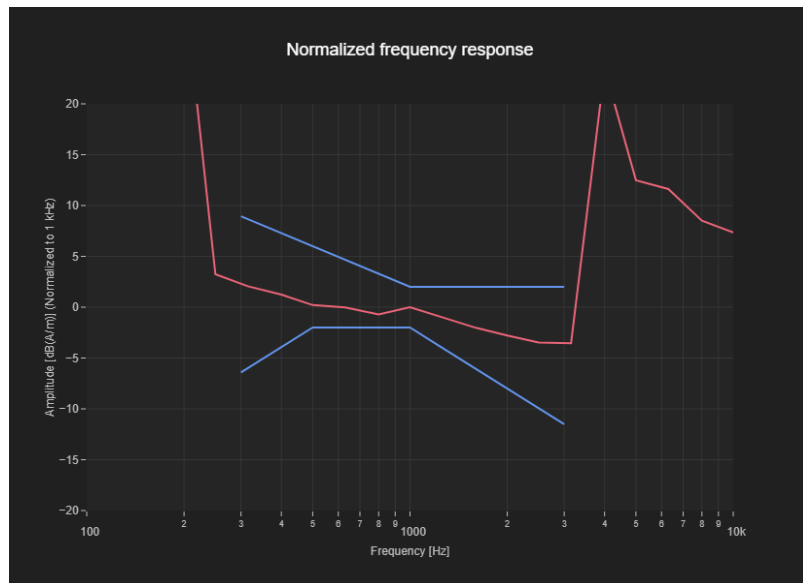 Normalized frequency response
Amplitude [dB(A/m)] (Normalized to 1 kHz)
20
15
10
5
0
−5
−10
−15
−20
100 2 3 4 5 6 7 8 9 1000 2 3 4 5 6 7 8 9 10k
Frequency [Hz]